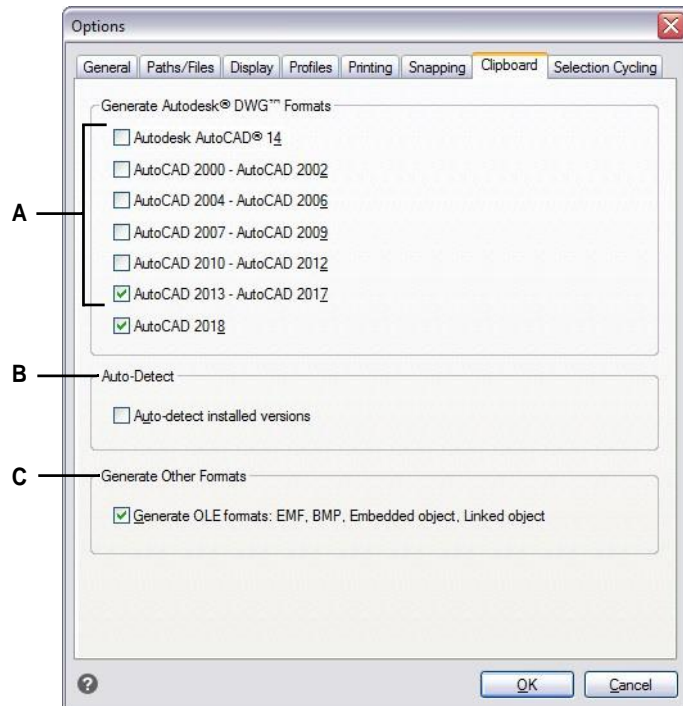 Options
General Paths/Files Display Profiles Printing Snapping Clipboard Selection Cycling
Generate Autodesk® DWG™ Formats
Autodesk AutoCAD® 14
AutoCAD 2000 - AutoCAD 2002
AutoCAD 2004 - AutoCAD 2006
A
AutoCAD 2007 - AutoCAD 2009
AutoCAD 2010 - AutoCAD 2012
AutoCAD 2013 - AutoCAD 2017
AutoCAD 2018
B
Auto-Detect
Auto-detect installed versions
C
Generate Other Formats
Generate OLE formats: EMF, BMP, Embedded object, Linked object
? OK Cancel